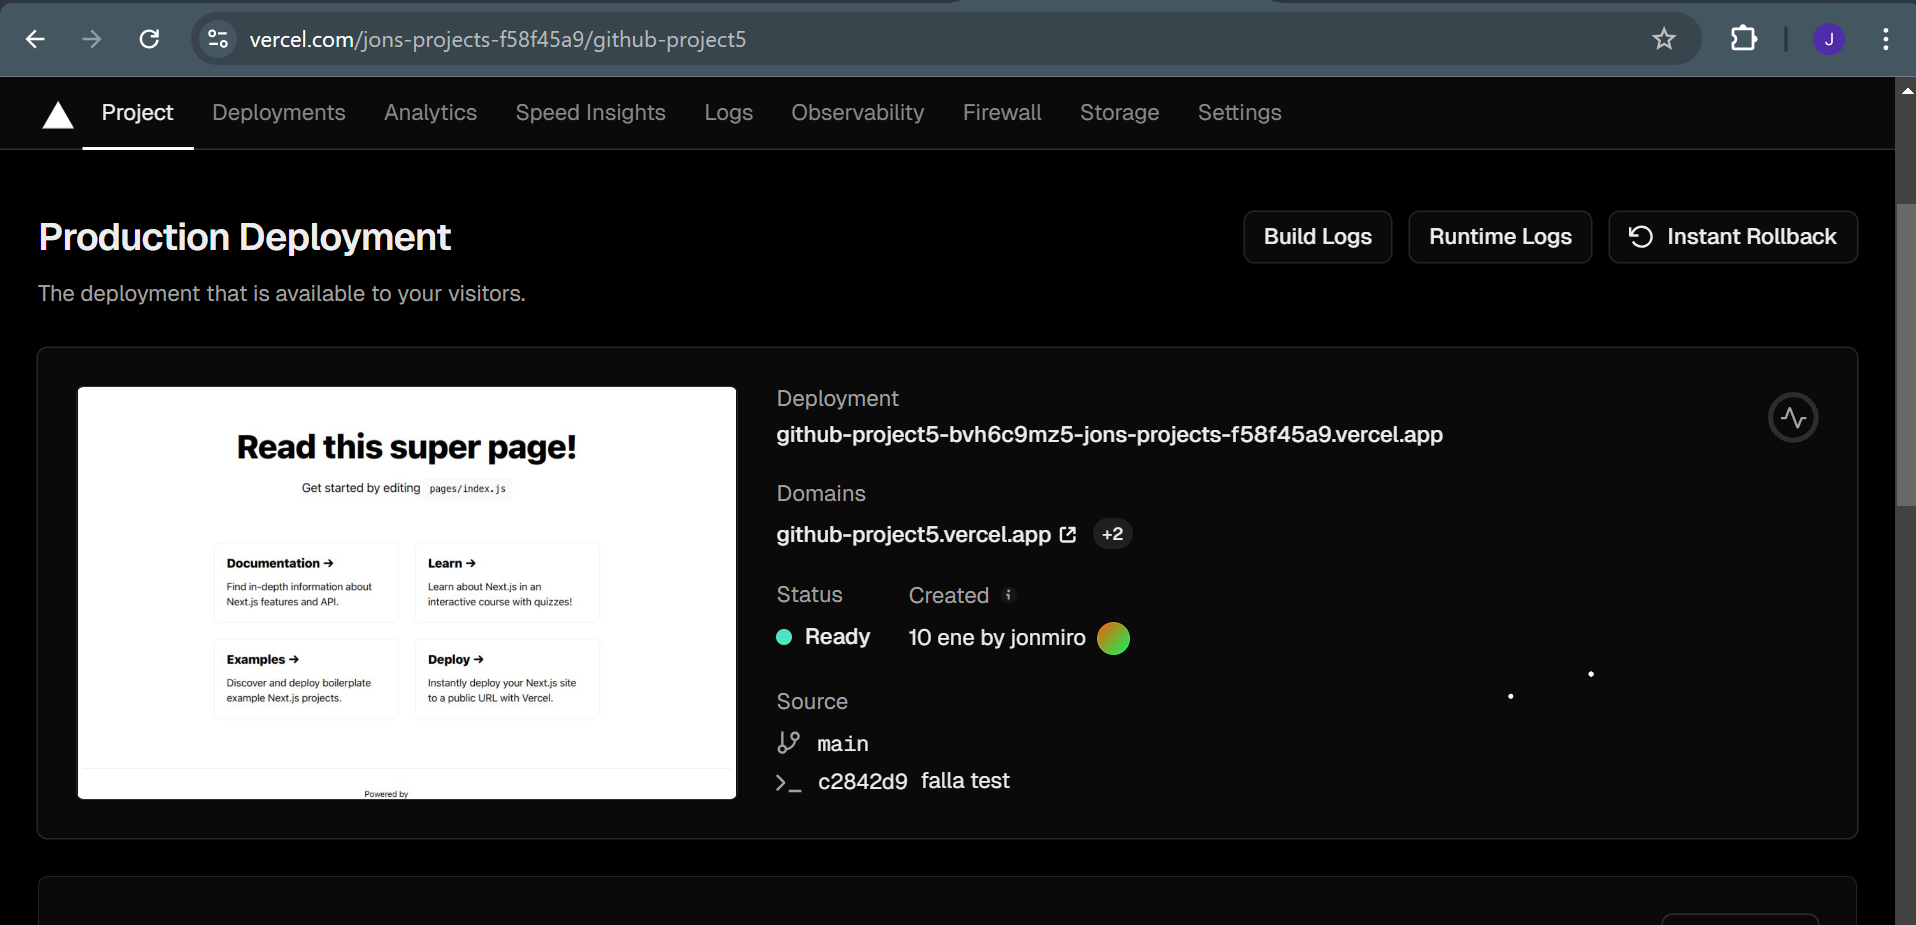 vercel.com/jons-projects-f58f45a9/github-project5
J
Project Deployments Analytics Speed Insights Logs Observability Firewall Storage Settings
Production Deployment
Build Logs Runtime Logs Instant Rollback
The deployment that is available to your visitors.
Read this super page!
Get started by editing pages/index.js
Documentation →
Find in-depth information about
Next.js features and API.
Learn →
Learn about Next.js in an
interactive course with quizzes!
Examples →
Discover and deploy boilerplate
example Next.js projects.
Deploy →
Instantly deploy your Next.js site
to a public URL with Vercel.
Powered by
Deployment
github-project5-bvh6c9mz5-jons-projects-f58f45a9.vercel.app
Domains
github-project5.vercel.app +2
Status Created
Ready 10 ene by jonmiro
Source
main
c2842d9 falla test